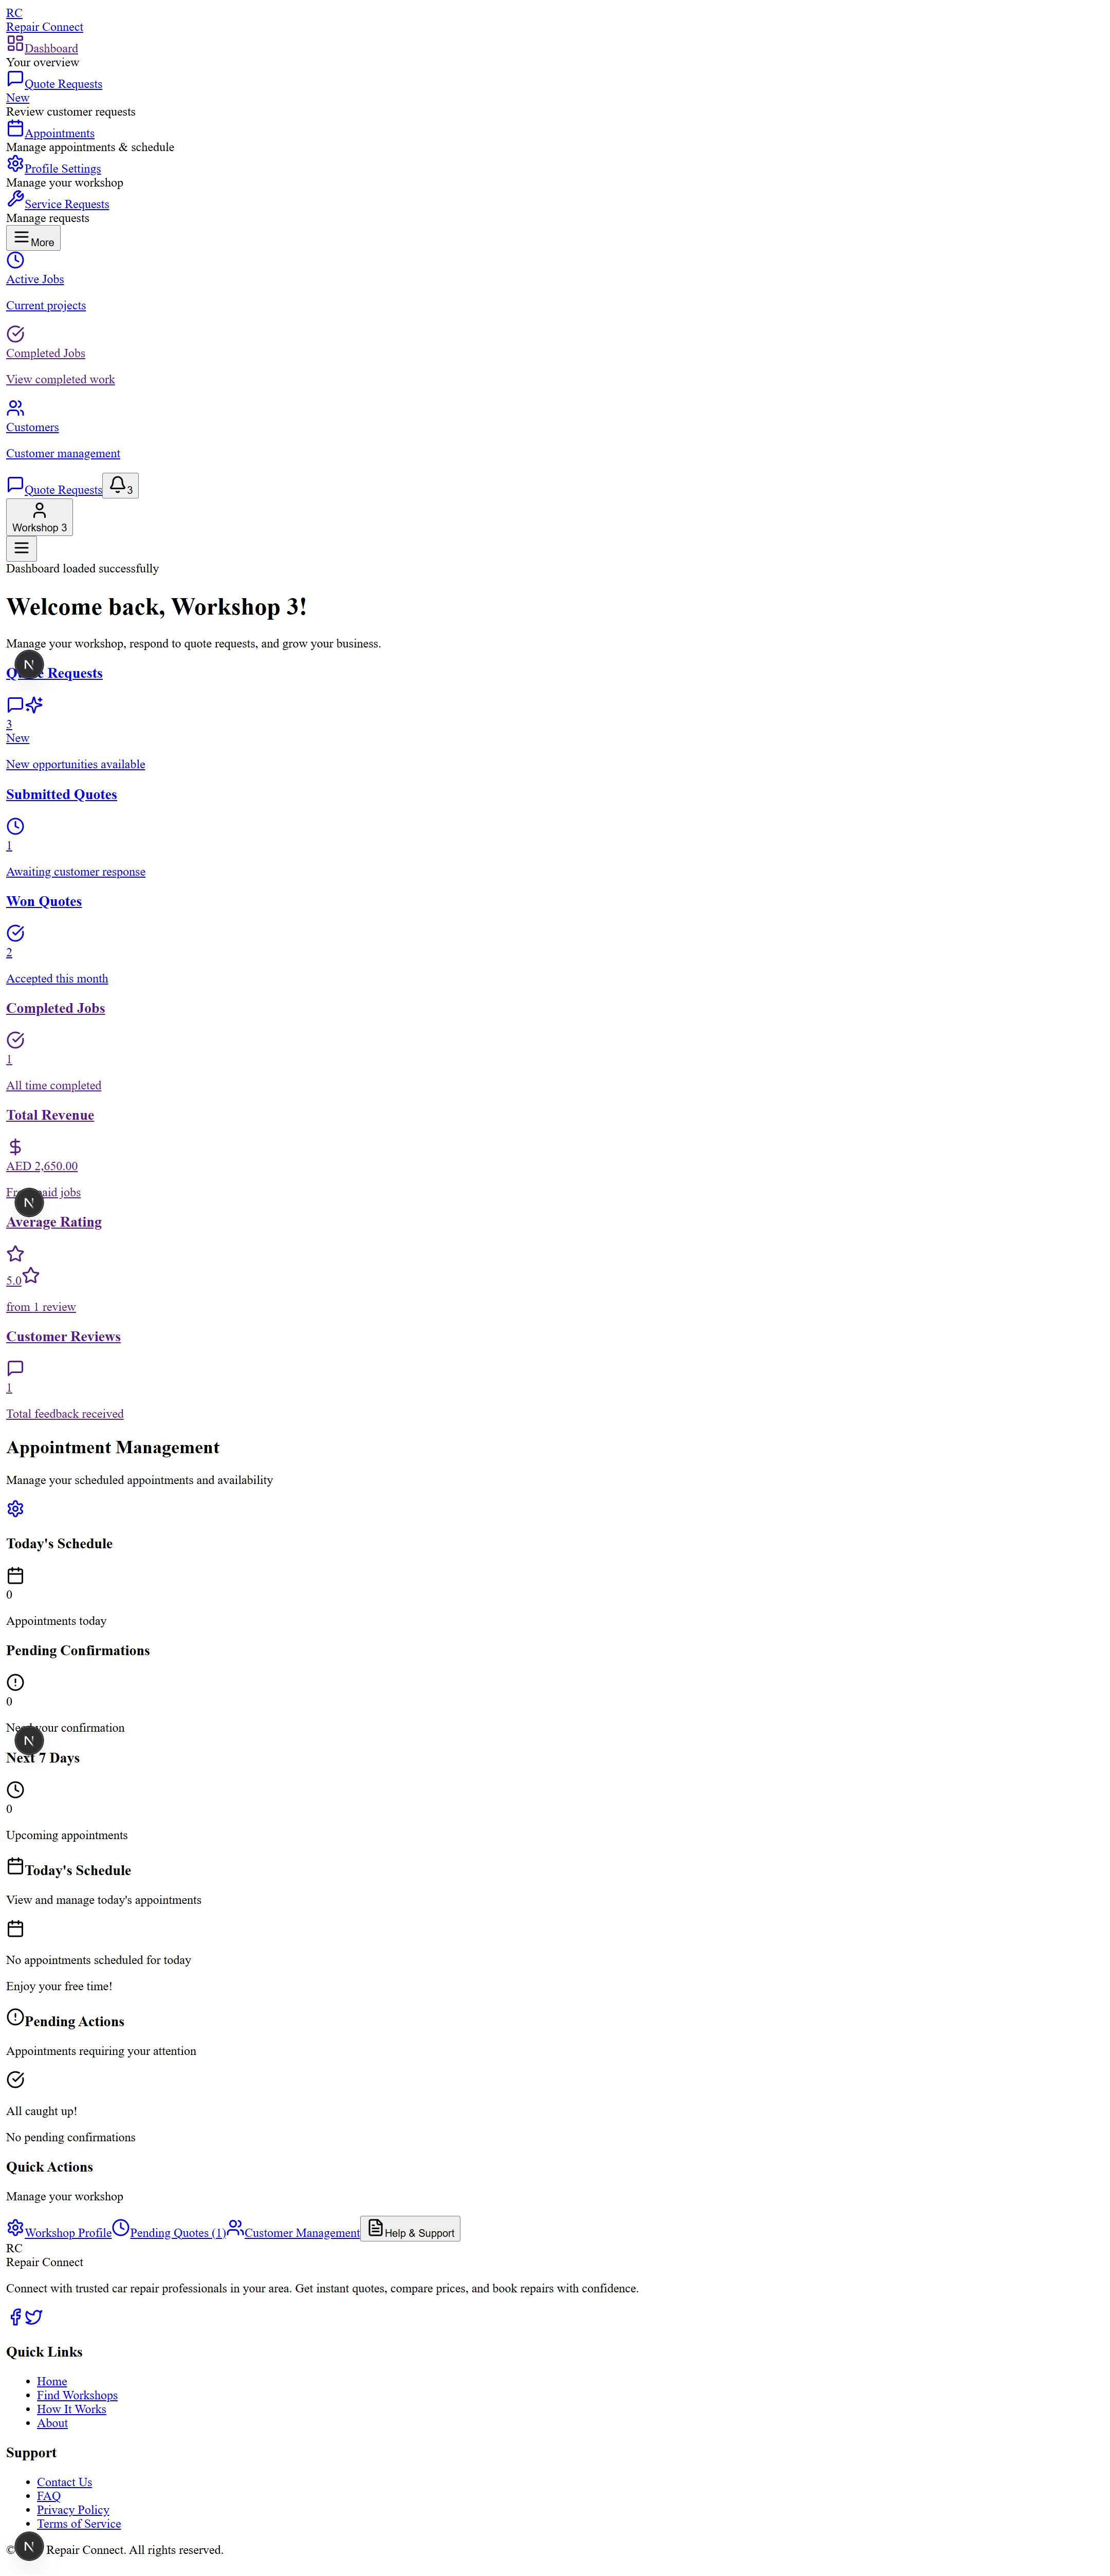 RC
Repair Connect
Dashboard
Your overview
Quote Requests
New
Review customer requests
Appointments
Manage appointments & schedule
Profile Settings
Manage your workshop
Service Requests
Manage requests
More
Active Jobs
Current projects
Completed Jobs
View completed work
Customers
Customer management
Quote Requests 3
Workshop 3
Dashboard loaded successfully
Welcome back, Workshop 3!
Manage your workshop, respond to quote requests, and grow your business.
N
Requests
3
New
New opportunities available
Submitted Quotes
1
Awaiting customer response
Won Quotes
2
Accepted this month
Completed Jobs
1
All time completed
Total Revenue
AED 2,650.00
N
jobs
Average Rating
5.0
from 1 review
Customer Reviews
1
Total feedback received
Appointment Management
Manage your scheduled appointments and availability
Today's Schedule
0
Appointments today
Pending Confirmations
0
your confirmation
N
Next 7 Days
0
Upcoming appointments
Today's Schedule
View and manage today's appointments
No appointments scheduled for today
Enjoy your free time!
Pending Actions
Appointments requiring your attention
All caught up!
No pending confirmations
Quick Actions
Manage your workshop
Workshop Profile Pending Quotes (1) Customer Management Help & Support
RC
Repair Connect
Connect with trusted car repair professionals in your area. Get instant quotes, compare prices, and book repairs with confidence.
Quick Links
• Home
• Find Workshops
• How It Works
• About
Support
• Contact Us
• FAQ
• Privacy Policy
• Terms of Service
© N Repair Connect. All rights reserved.